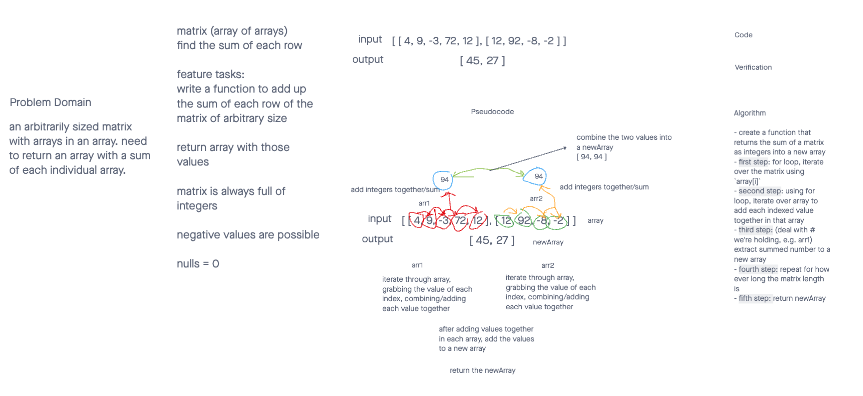 Problem Domain
an arbitrarily sized matrix
with arrays in an array. need
to return an array with a sum
of each individual array.
matrix (array of arrays)
find the sum of each row
feature tasks:
write a function to add up
the sum of each row of the
matrix of arbitrary size
return array with those
values
matrix is always full of
integers
negative values are possible
nulls = 0
input [ [ 4, 9, -3, 72, 12 ], [ 12, 92, -8, -2 ] ]
output [ 45, 27 ]
Pseudocode
combine the two values into
a newArray
[ 94, 94 ]
94
94
add integers together/sum
add integers together/sum
arr1
arr2
input [ [ 4, 9, -3, 72, 12 ], [ 12, 92, -8, -2 ] ] array
output [ 45, 27 ] newArray
arr1
iterate through array,
grabbing the value of each
index, combining/adding
each value together
arr2
iterate through array,
grabbing the value of each
index, combining/adding
each value together
after adding values together
in each array, add the values
to a new array
return the newArray
Code
Verification
Algorithm
- create a function that
returns the sum of a matrix
as integers into a new array
- first step: for loop, iterate
over the matrix using
'array[i]'
- second step: using for
loop, iterate over array to
add each indexed value
together in that array
- third step: (deal with #
we're holding, e.g. arr1)
extract summed number to a
new array
- fourth step: repeat for how
ever long the matrix length
is
- fifth step: return newArray